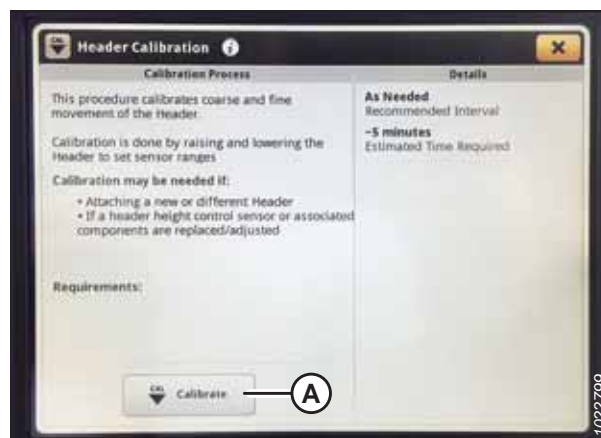 CAL Header Calibration i X
Calibration Process
This procedure calibrates coarse and fine
movement of the Header.
Calibration is done by raising and lowering the
Header to set sensor ranges
Calibration may be needed if:
• Attaching a new or different Header
• If a header height control sensor or associated
components are replaced/adjusted
Requirements:
Details
As Needed
Recommended Interval
~5 minutes
Estimated Time Required
CAL Calibrate
A
1022799